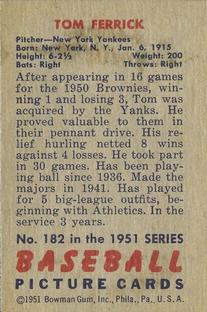 TOM FERRICK
Pitcher—New York Yankees
Born: New York, N. Y., Jan. 6, 1915
Height: 6-2½ Weight: 200
Bats: Right Throws: Right
After appearing in 16 games
for the 1950 Brownies, win-
ning 1 and losing 3, Tom was
acquired by the Yanks. He
proved valuable to them in
their pennant drive. His re-
lief hurling netted 8 wins
against 4 losses. He took part
in 30 games. Has been play-
ing ball since 1936. Made the
majors in 1941. Has played
for 5 big-league outfits, be-
ginning with Athletics. In the
service 3 years.
No. 182 in the 1951 SERIES
BASEBALL
PICTURE CARDS
©1951 Bowman Gum, Inc., Phila., Pa., U. S. A.